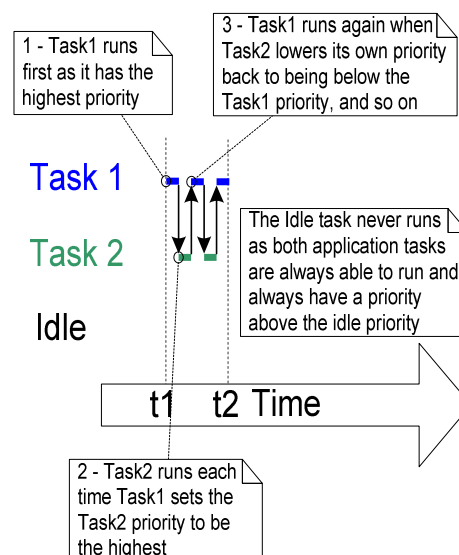 1 - Task1 runs
first as it has the
highest priority
3 - Task1 runs again when
Task2 lowers its own priority
back to being below the
Task1 priority, and so on
Task 1
Task 2
Idle
The Idle task never runs
as both application tasks
are always able to run and
always have a priority
above the idle priority
t1 t2 Time
2 - Task2 runs each
time Task1 sets the
Task2 priority to be
the highest